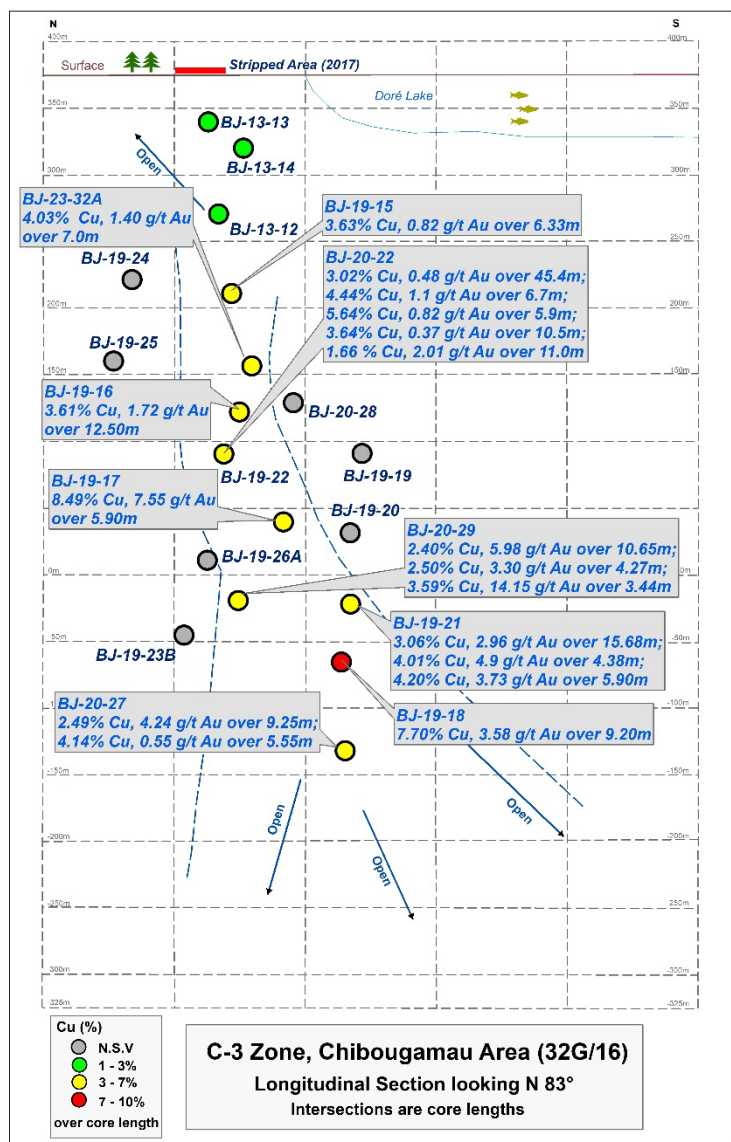 N
S
400m
400m
Surface
Stripped Area (2017)
Doré Lake
350m
350m
BJ-13-13
BJ-13-14
Open
300m
300m
BJ-23-32A
4.03% Cu, 1.40 g/t Au
over 7.0m
BJ-13-12
BJ-19-15
3.63% Cu, 0.82 g/t Au over 6.33m
250m
BJ-19-24
BJ-20-22
3.02% Cu, 0.48 g/t Au over 45.4m;
4.44% Cu, 1.1 g/t Au over 6.7m;
5.64% Cu, 0.82 g/t Au over 5.9m;
3.64% Cu, 0.37 g/t Au over 10.5m;
1.66 % Cu, 2.01 g/t Au over 11.0m
200m
200m
BJ-19-25
150m
150m
BJ-19-16
3.61% Cu, 1.72 g/t Au
over 12.50m
BJ-20-28
BJ-19-22
BJ-19-19
BJ-19-17
8.49% Cu, 7.55 g/t Au
over 5.90m
BJ-19-20
BJ-20-29
2.40% Cu, 5.98 g/t Au over 10.65m;
2.50% Cu, 3.30 g/t Au over 4.27m;
3.59% Cu, 14.15 g/t Au over 3.44m
BJ-19-26A
0m
0m
BJ-19-21
3.06% Cu, 2.96 g/t Au over 15.68m;
4.01% Cu, 4.9 g/t Au over 4.38m;
4.20% Cu, 3.73 g/t Au over 5.90m
-50m
-50m
BJ-19-23B
BJ-20-27
2.49% Cu, 4.24 g/t Au over 9.25m;
4.14% Cu, 0.55 g/t Au over 5.55m
-100m
BJ-19-18
7.70% Cu, 3.58 g/t Au over 9.20m
-150m
-150m
Open
Open
Open
-200m
-200m
-250m
-250m
-300m
-300m
-325m
-325m
Cu (%)
N.S.V
1 - 3%
3 - 7%
7 - 10%
over core length
C-3 Zone, Chibougamau Area (32G/16)
Longitudinal Section looking N 83°
Intersections are core lengths